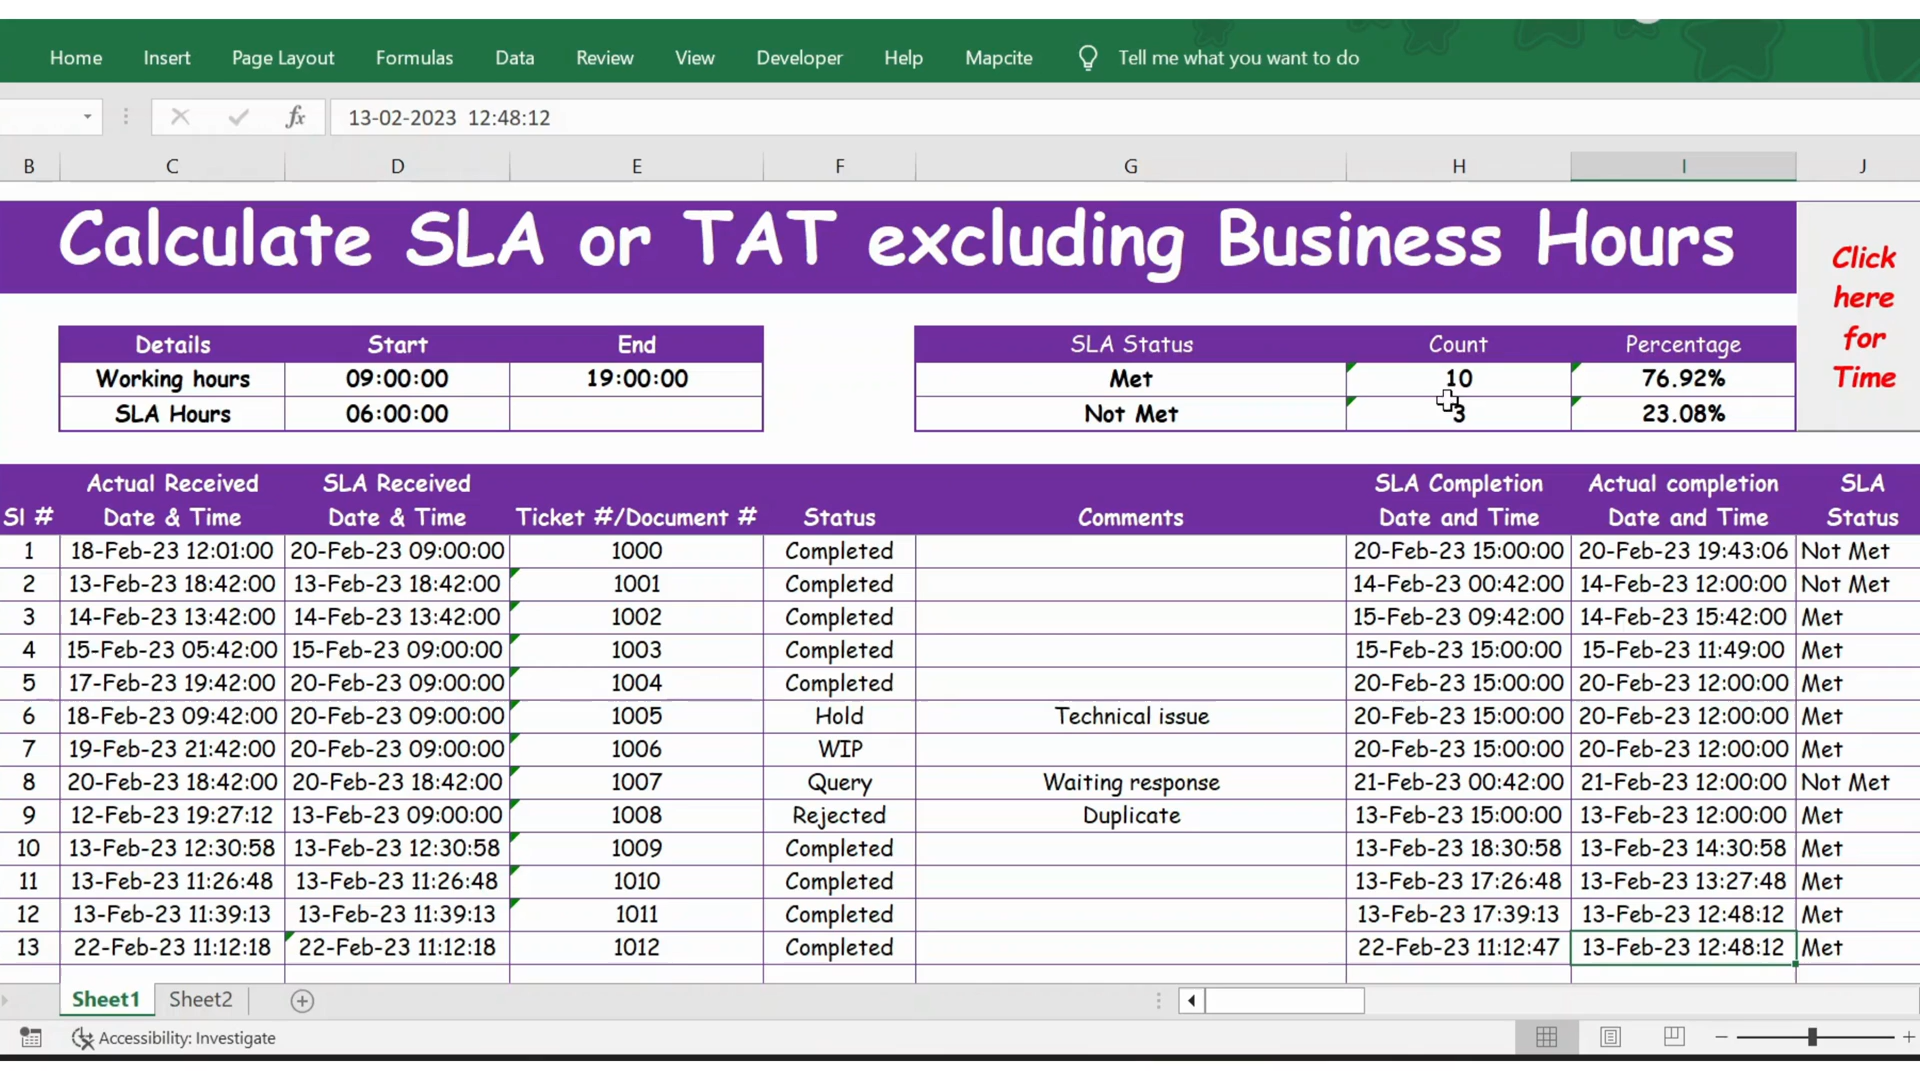 Home Insert Page Layout Formulas Data Review View Developer Help Mapcite Tell me what you want to do
fx 13-02-2023 12:48:12
B C D E F G H I J
Calculate SLA or TAT excluding Business Hours
Click
here
for
Time
Details Start End
Working hours 09:00:00 19:00:00
SLA Hours 06:00:00
SLA Status Count Percentage
Met 10 76.92%
Not Met 3 23.08%
Sl # Actual Received Date & Time SLA Received Date & Time Ticket #/Document # Status Comments SLA Completion Date and Time Actual completion Date and Time SLA Status
1 18-Feb-23 12:01:00 20-Feb-23 09:00:00 1000 Completed 20-Feb-23 15:00:00 20-Feb-23 19:43:06 Not Met
2 13-Feb-23 18:42:00 13-Feb-23 18:42:00 1001 Completed 14-Feb-23 00:42:00 14-Feb-23 12:00:00 Not Met
3 14-Feb-23 13:42:00 14-Feb-23 13:42:00 1002 Completed 15-Feb-23 09:42:00 14-Feb-23 15:42:00 Met
4 15-Feb-23 05:42:00 15-Feb-23 09:00:00 1003 Completed 15-Feb-23 15:00:00 15-Feb-23 11:49:00 Met
5 17-Feb-23 19:42:00 20-Feb-23 09:00:00 1004 Completed 20-Feb-23 15:00:00 20-Feb-23 12:00:00 Met
6 18-Feb-23 09:42:00 20-Feb-23 09:00:00 1005 Hold Technical issue 20-Feb-23 15:00:00 20-Feb-23 12:00:00 Met
7 19-Feb-23 21:42:00 20-Feb-23 09:00:00 1006 WIP 20-Feb-23 15:00:00 20-Feb-23 12:00:00 Met
8 20-Feb-23 18:42:00 20-Feb-23 18:42:00 1007 Query Waiting response 21-Feb-23 00:42:00 21-Feb-23 12:00:00 Not Met
9 12-Feb-23 19:27:12 13-Feb-23 09:00:00 1008 Rejected Duplicate 13-Feb-23 15:00:00 13-Feb-23 12:00:00 Met
10 13-Feb-23 12:30:58 13-Feb-23 12:30:58 1009 Completed 13-Feb-23 18:30:58 13-Feb-23 14:30:58 Met
11 13-Feb-23 11:26:48 13-Feb-23 11:26:48 1010 Completed 13-Feb-23 17:26:48 13-Feb-23 13:27:48 Met
12 13-Feb-23 11:39:13 13-Feb-23 11:39:13 1011 Completed 13-Feb-23 17:39:13 13-Feb-23 12:48:12 Met
13 22-Feb-23 11:12:18 22-Feb-23 11:12:18 1012 Completed 22-Feb-23 11:12:47 13-Feb-23 12:48:12 Met
Sheet1 Sheet2
Accessibility: Investigate